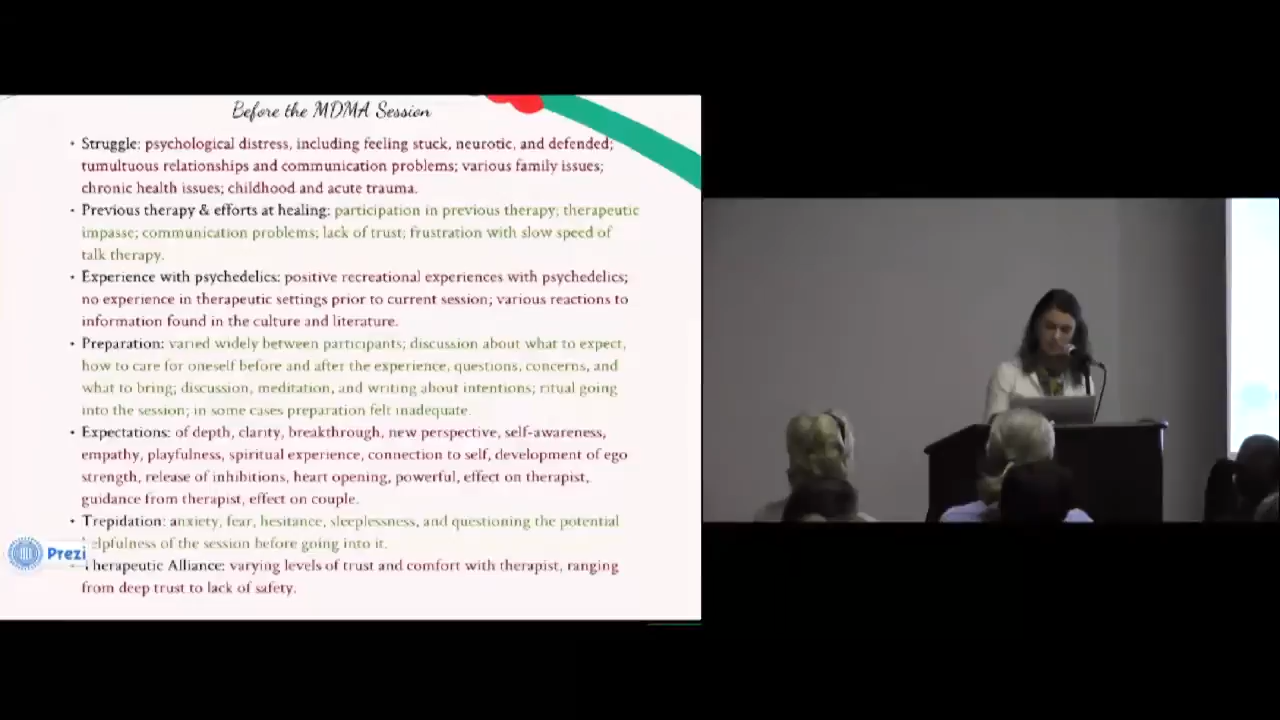 Before the MDMA Session
• Struggle: psychological distress, including feeling stuck, neurotic, and defended;
tumultuous relationships and communication problems; various family issues;
chronic health issues; childhood and acute trauma.
• Previous therapy & efforts at healing: participation in previous therapy; therapeutic
impasse; communication problems; lack of trust; frustration with slow speed of
talk therapy.
• Experience with psychedelics: positive recreational experiences with psychedelics;
no experience in therapeutic settings prior to current session; various reactions to
information found in the culture and literature.
• Preparation: varied widely between participants; discussion about what to expect,
how to care for oneself before and after the experience, questions, concerns, and
what to bring; discussion, meditation, and writing about intentions; ritual going
into the session; in some cases preparation felt inadequate.
• Expectations: of depth, clarity, breakthrough, new perspective, self-awareness,
empathy, playfulness, spiritual experience, connection to self, development of ego
strength, release of inhibitions, heart opening, powerful, effect on therapist,
guidance from therapist, effect on couple.
• Trepidation: anxiety, fear, hesitance, sleeplessness, and questioning the potential
elpfulness of the session before going into it.
Therapeutic Alliance: varying levels of trust and comfort with therapist, ranging
from deep trust to lack of safety.
Prezi